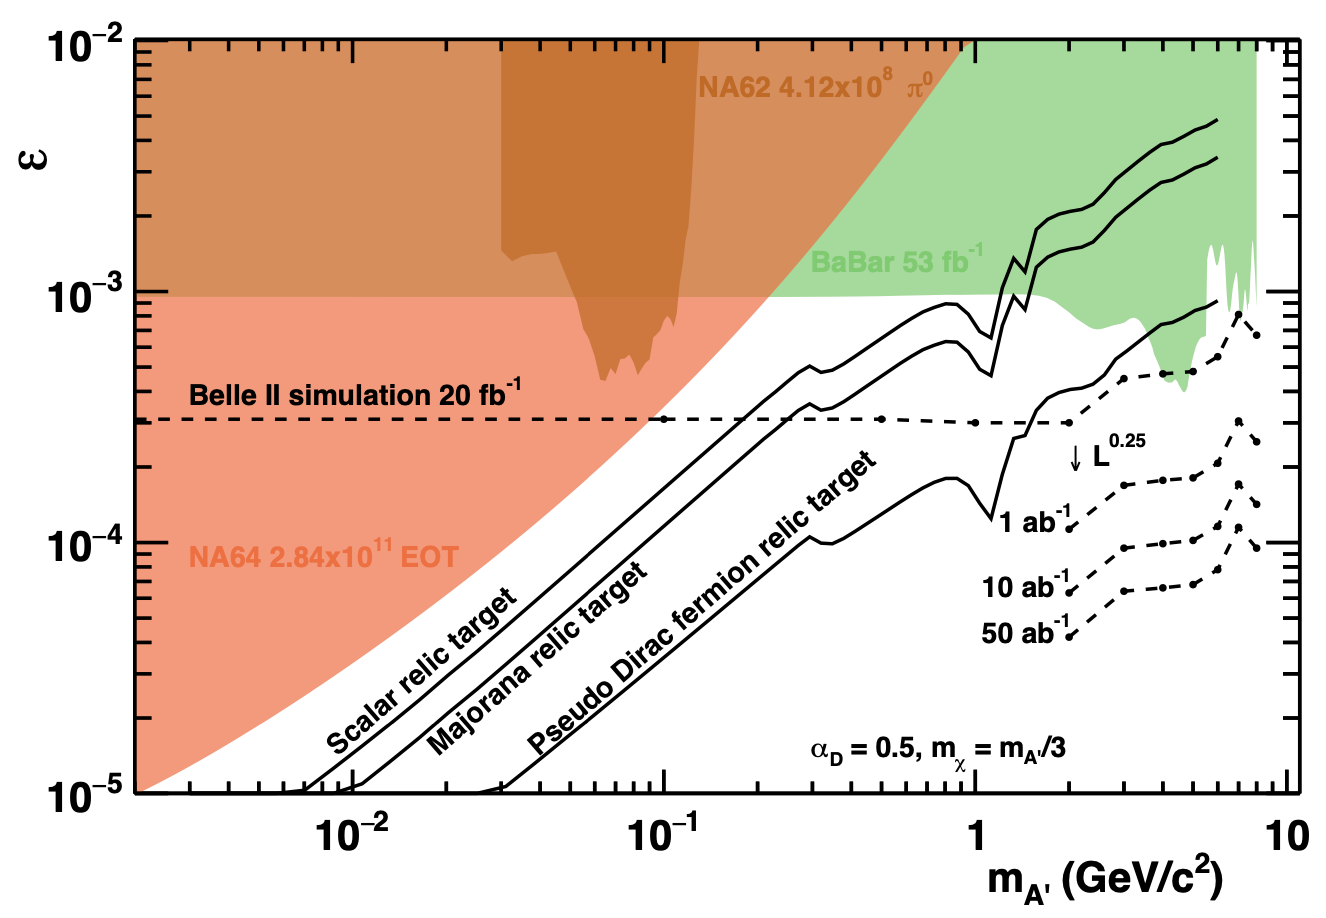 10⁻²
NA62 4.12x10⁸ π⁰
ε
BaBar 53 fb⁻¹
10⁻³
Belle II simulation 20 fb⁻¹
↓ L⁰·²⁵
1 ab⁻¹
10⁻⁴
NA64 2.84x10¹¹ EOT
10 ab⁻¹
50 ab⁻¹
Scalar relic target
Majorana relic target
Pseudo Dirac fermion relic target
α_D = 0.5, m_χ = m_A'/3
10⁻⁵
10⁻² 10⁻¹ 1 10
m_A' (GeV/c²)